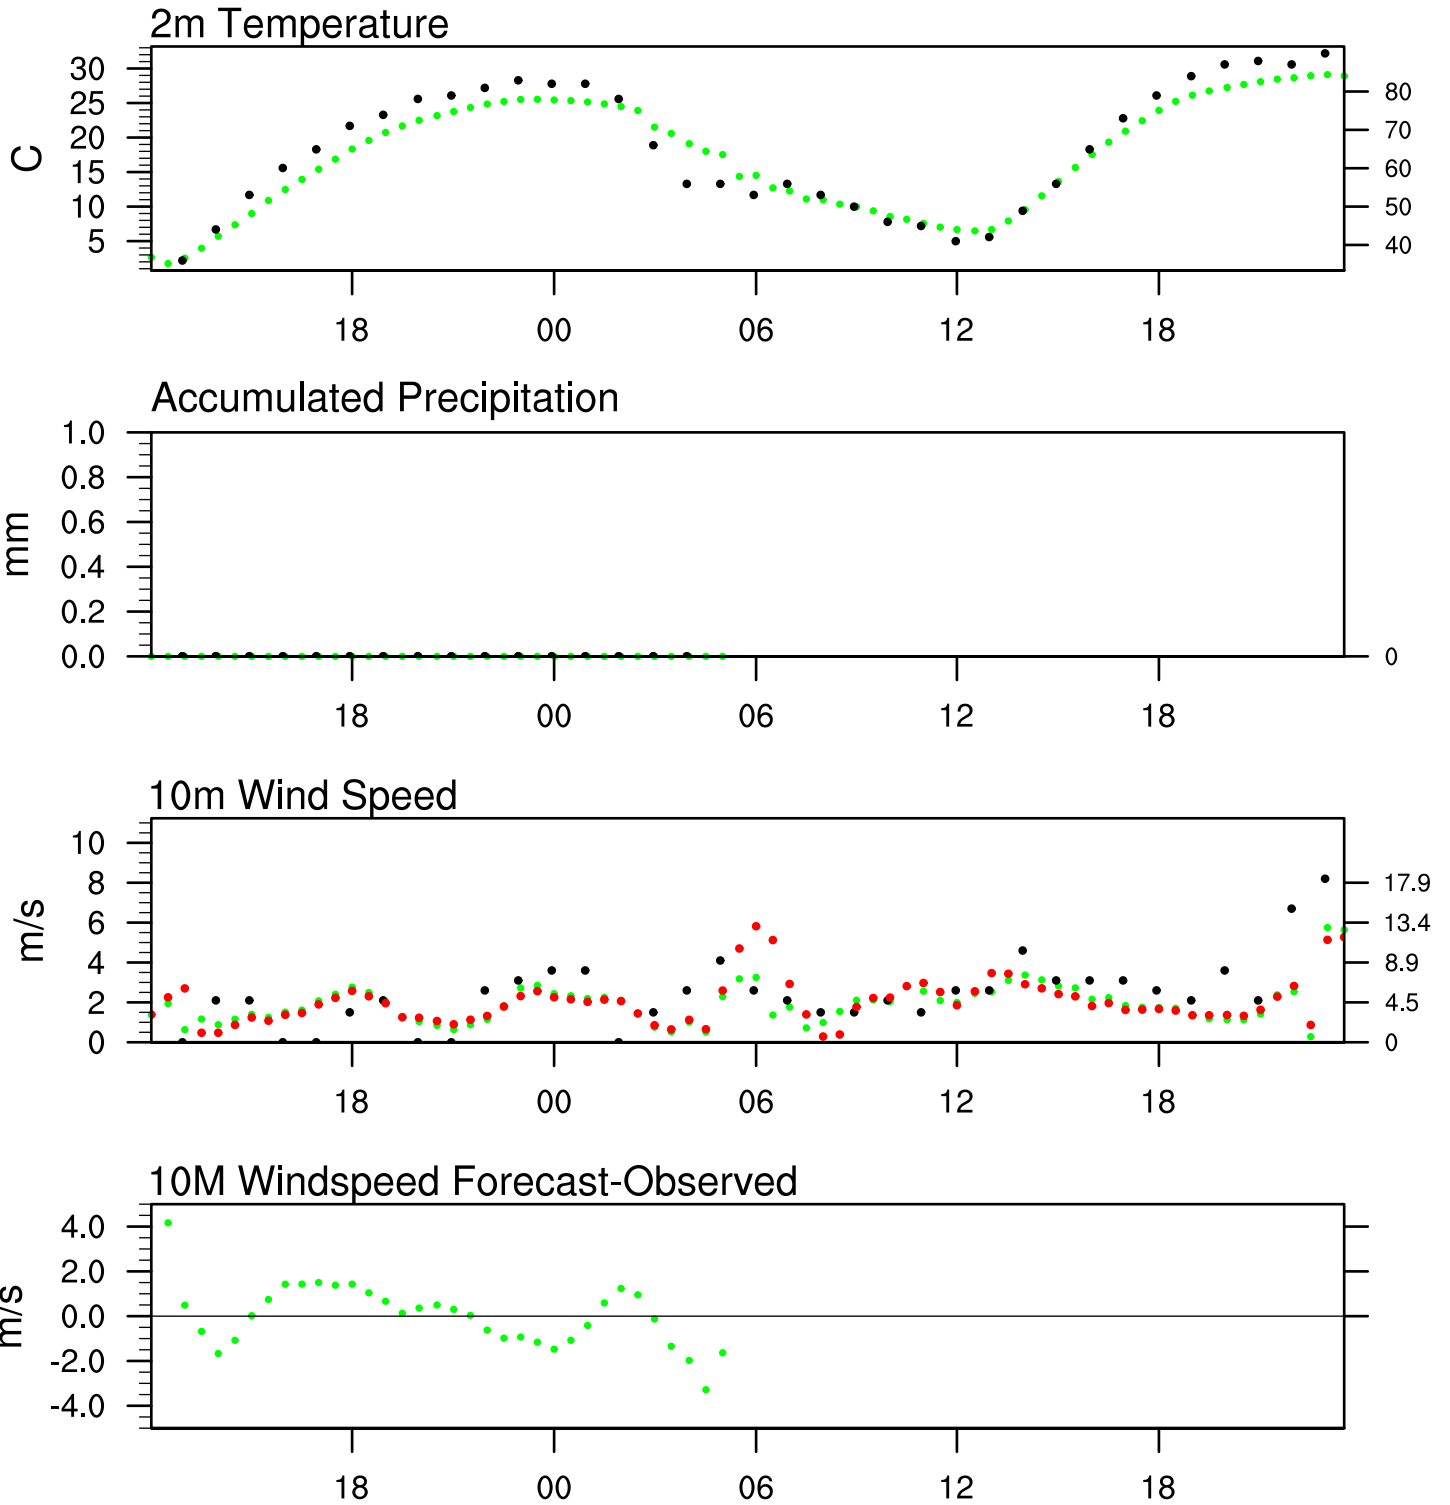 2m Temperature
C
30
25
20
15
10
5
80
70
60
50
40
18 00 06 12 18
Accumulated Precipitation
mm
1.0
0.8
0.6
0.4
0.2
0.0
0
18 00 06 12 18
10m Wind Speed
m/s
10
8
6
4
2
0
17.9
13.4
8.9
4.5
0
18 00 06 12 18
10M Windspeed Forecast-Observed
m/s
4.0
2.0
0.0
-2.0
-4.0
18 00 06 12 18